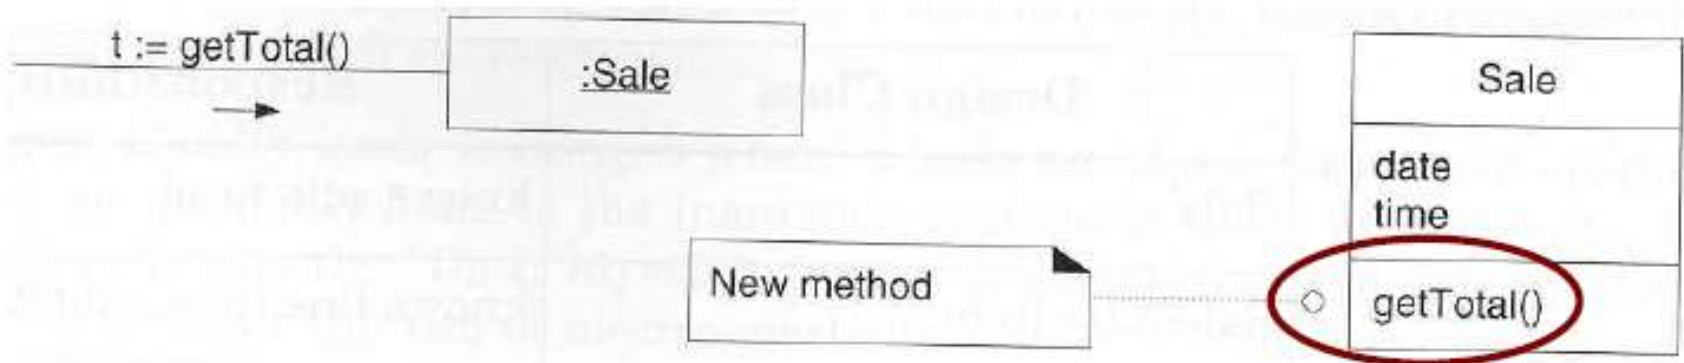 t := getTotal()
:Sale
Sale
date
time
New method
getTotal()